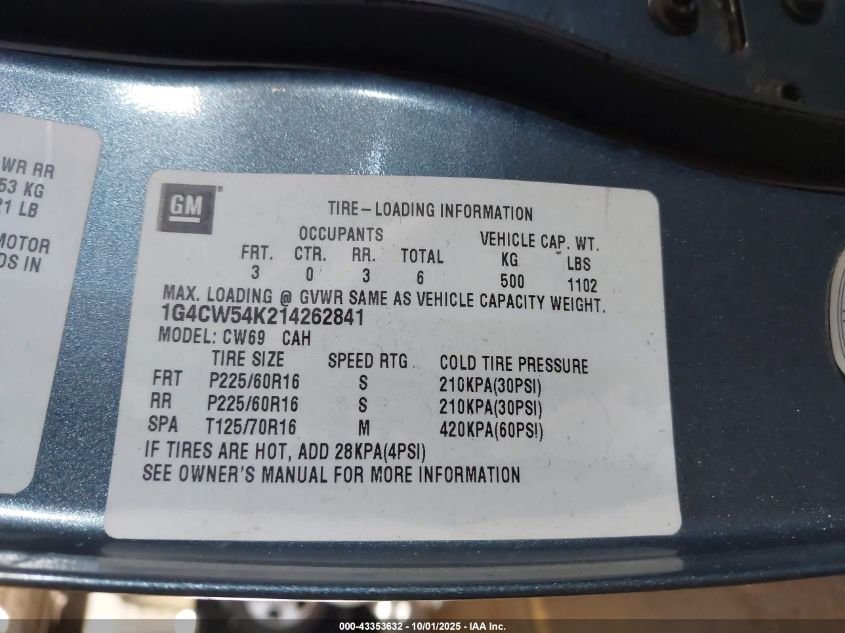 WR RR
53 KG
21 LB
MOTOR
DS IN
GM
TIRE-LOADING INFORMATION
OCCUPANTS VEHICLE CAP. WT.
FRT. CTR. RR. TOTAL KG LBS
3 0 3 6 500 1102
MAX. LOADING @ GVWR SAME AS VEHICLE CAPACITY WEIGHT.
1G4CW54K214262841
MODEL: CW69 CAH
TIRE SIZE SPEED RTG COLD TIRE PRESSURE
FRT P225/60R16 S 210KPA(30PSI)
RR P225/60R16 S 210KPA(30PSI)
SPA T125/70R16 M 420KPA(60PSI)
IF TIRES ARE HOT, ADD 28KPA(4PSI)
SEE OWNER'S MANUAL FOR MORE INFORMATION
000-43353632 - 10/01/2025 - IAA Inc.